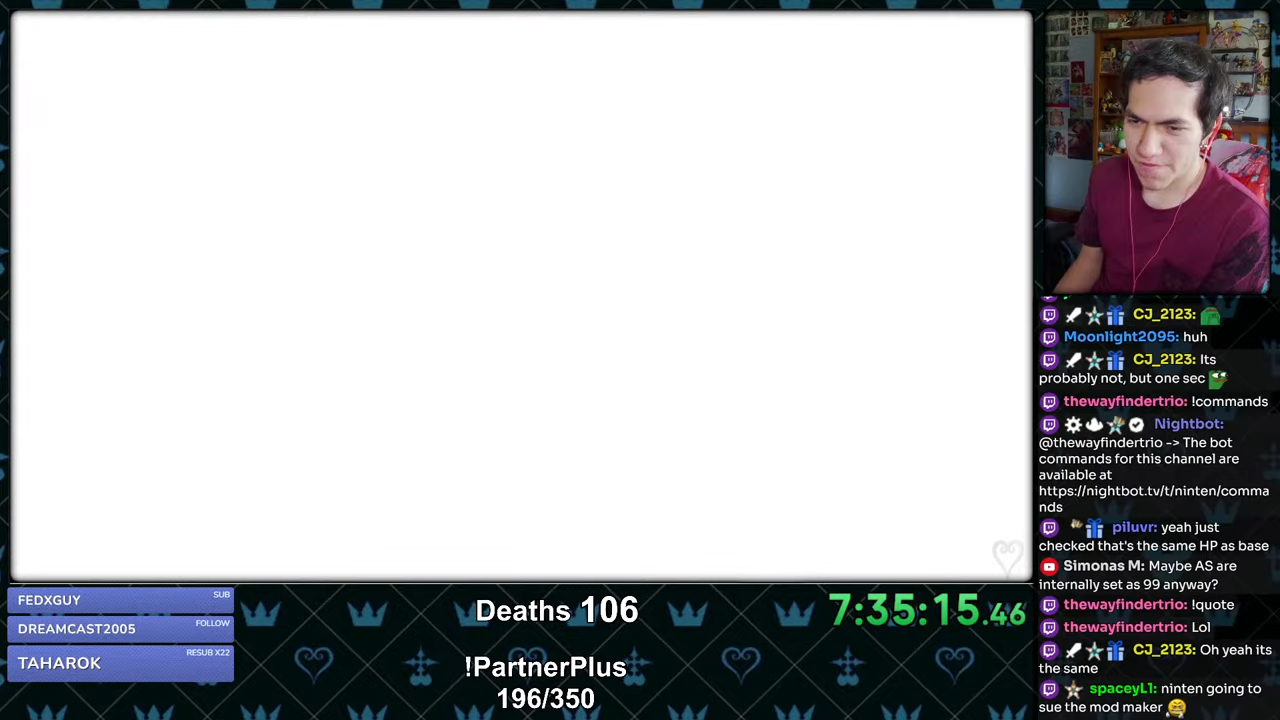 CJ_2123:
Moonlight2095: huh
CJ_2123: Its
probably not, but one sec
thewayfindertrio: !commands
Nightbot:
@thewayfindertrio -> The bot
commands for this channel are
available at
https://nightbot.tv/t/ninten/comma
nds
piluvr: yeah just
checked that's the same HP as base
Simonas M: Maybe AS are
internally set as 99 anyway?
thewayfindertrio: !quote
thewayfindertrio: Lol
CJ_2123: Oh yeah its
the same
spaceyL1: ninten going to
sue the mod maker
FEDXGUY SUB
DREAMCAST2005 FOLLOW
TAHAROK RESUB X22
Deaths 106
!PartnerPlus
196/350
7:35:15.46